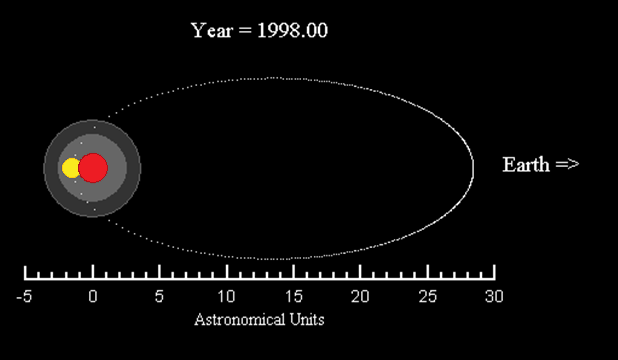 Year = 1998.00
Earth =>
-5 0 5 10 15 20 25 30
Astronomical Units